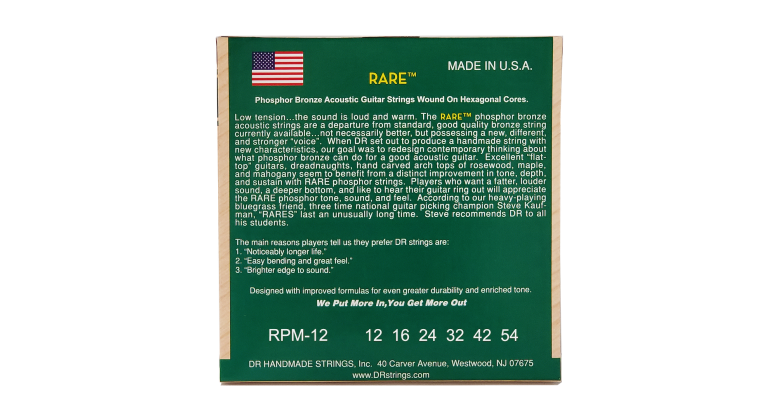 RARE™
MADE IN U.S.A.
Phosphor Bronze Acoustic Guitar Strings Wound On Hexagonal Cores.
Low tension...the sound is loud and warm. The RARE™ phosphor bronze
acoustic strings are a departure from standard, good quality bronze string
currently available...not necessarily better, but possessing a new, different,
and stronger "voice". When DR set out to produce a handmade string with
new characteristics, our goal was to redesign contemporary thinking about
what phosphor bronze can do for a good acoustic guitar. Excellent "flat-
top" guitars, dreadnaughts, hand carved arch tops of rosewood, maple,
and mahogany seem to benefit from a distinct improvement in tone, depth,
and sustain with RARE phosphor strings. Players who want a fatter, louder
sound, a deeper bottom, and like to hear their guitar ring out will appreciate
the RARE phosphor tone, sound, and feel. According to our heavy-playing
bluegrass friend, three time national guitar picking champion Steve Kauf-
man, "RARES" last an unusually long time. Steve recommends DR to all
his students.
The main reasons players tell us they prefer DR strings are:
1. "Noticeably longer life."
2. "Easy bending and great feel."
3. "Brighter edge to sound."
Designed with improved formulas for even greater durability and enriched tone.
We Put More In,You Get More Out
RPM-12 12 16 24 32 42 54
DR HANDMADE STRINGS, Inc. 40 Carver Avenue, Westwood, NJ 07675
www.DRstrings.com